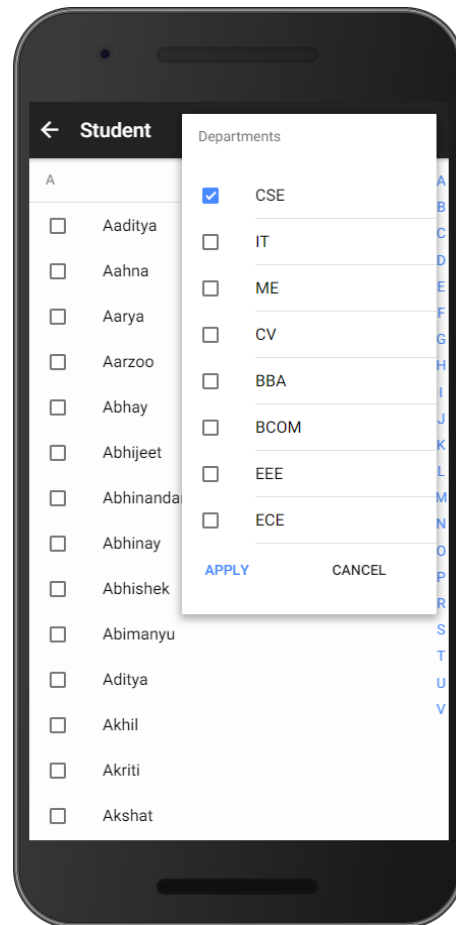 Student
A
Aaditya
Aahna
Aarya
Aarzoo
Abhay
Abhijeet
Abhinay
Abhishek
Abimanyu
Aditya
Akhil
Akriti
Akshat
Departments
CSE
IT
ME
CV
BBA
BCOM
EEE
ECE
APPLY CANCEL
A
B
C
D
E
F
G
H
I
J
K
L
M
N
O
P
R
S
T
U
V